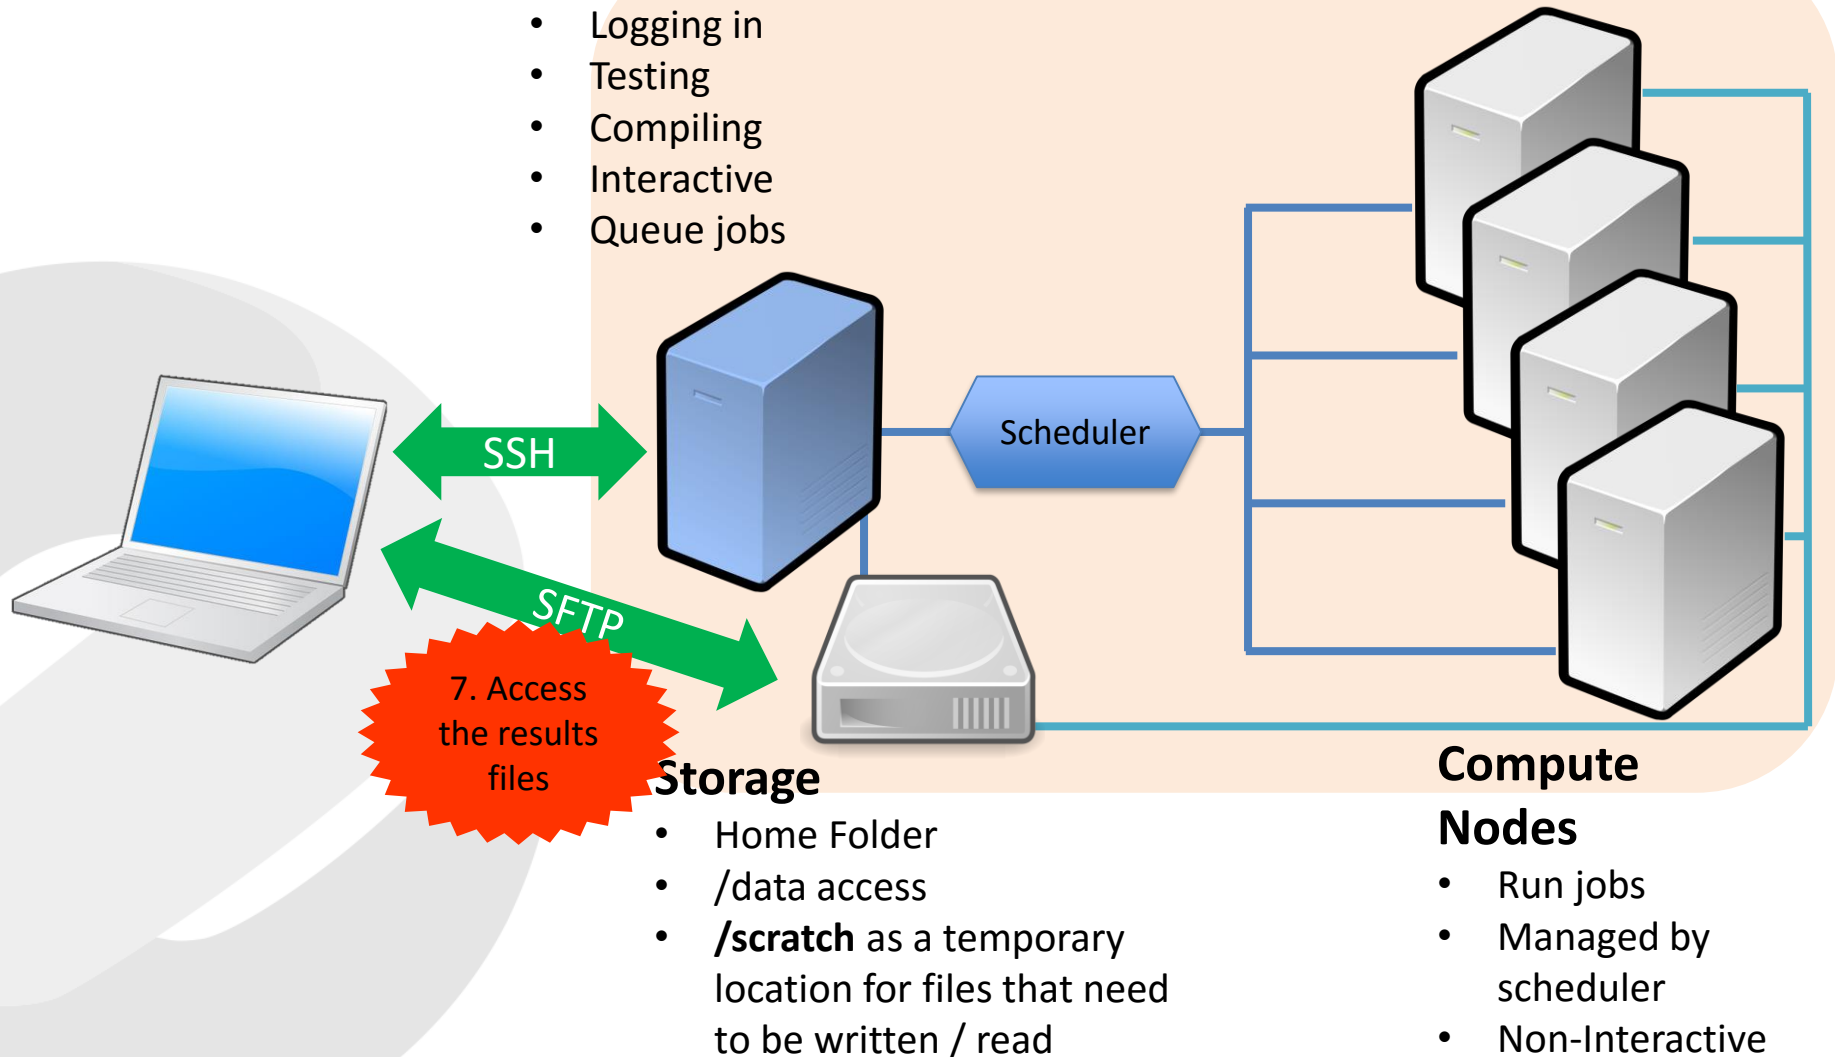 • Logging in
• Testing
• Compiling
• Interactive
• Queue jobs
SSH
Scheduler
SFTP
7. Access
the results
files
Storage
• Home Folder
• /data access
• /scratch as a temporary
location for files that need
to be written / read
Compute
Nodes
• Run jobs
• Managed by
scheduler
• Non-Interactive